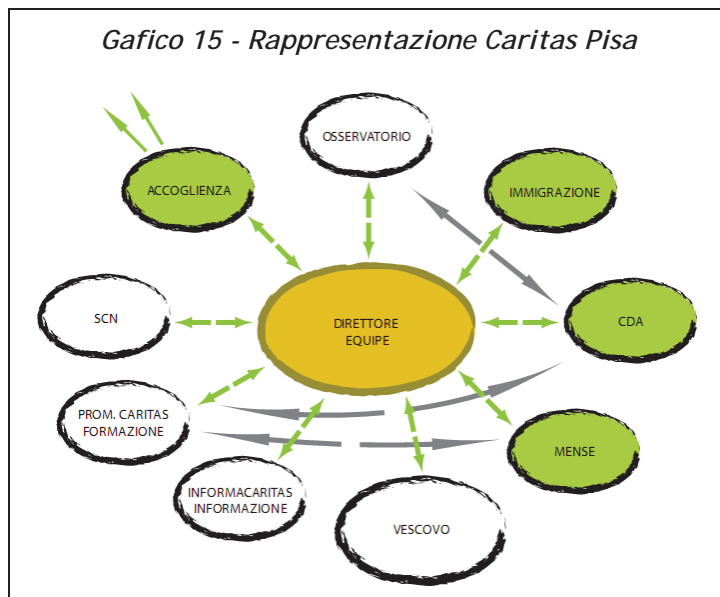 Gafico 15 - Rappresentazione Caritas Pisa
OSSERVATORIO
ACCOGLIENZA
IMMIGRAZIONE
SCN
DIRETTORE
EQUIPE
CDA
PROM. CARITAS
FORMAZIONE
MENSE
INFORMACARITAS
INFORMAZIONE
VESCOVO